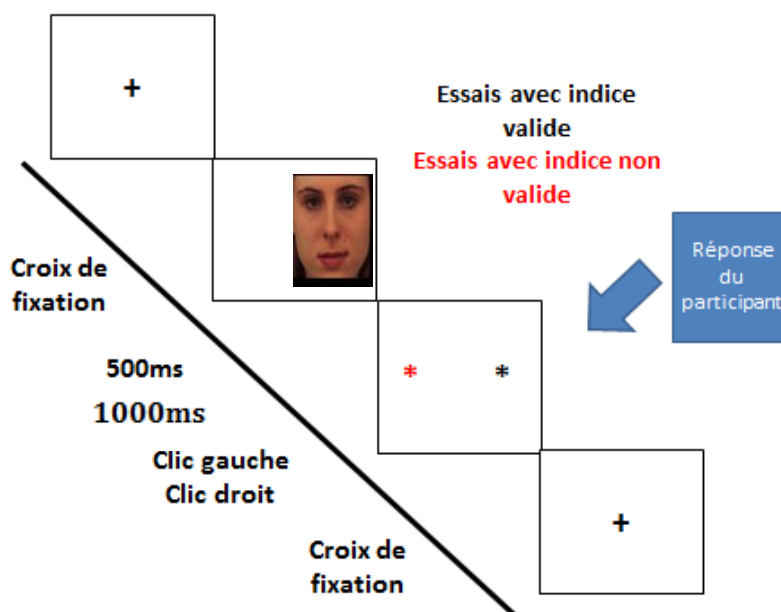 +
Essais avec indice
valide
Essais avec indice non
valide
Réponse
du
participant
Croix de
fixation
500ms
1000ms
* *
Clic gauche
Clic droit
+
Croix de
fixation